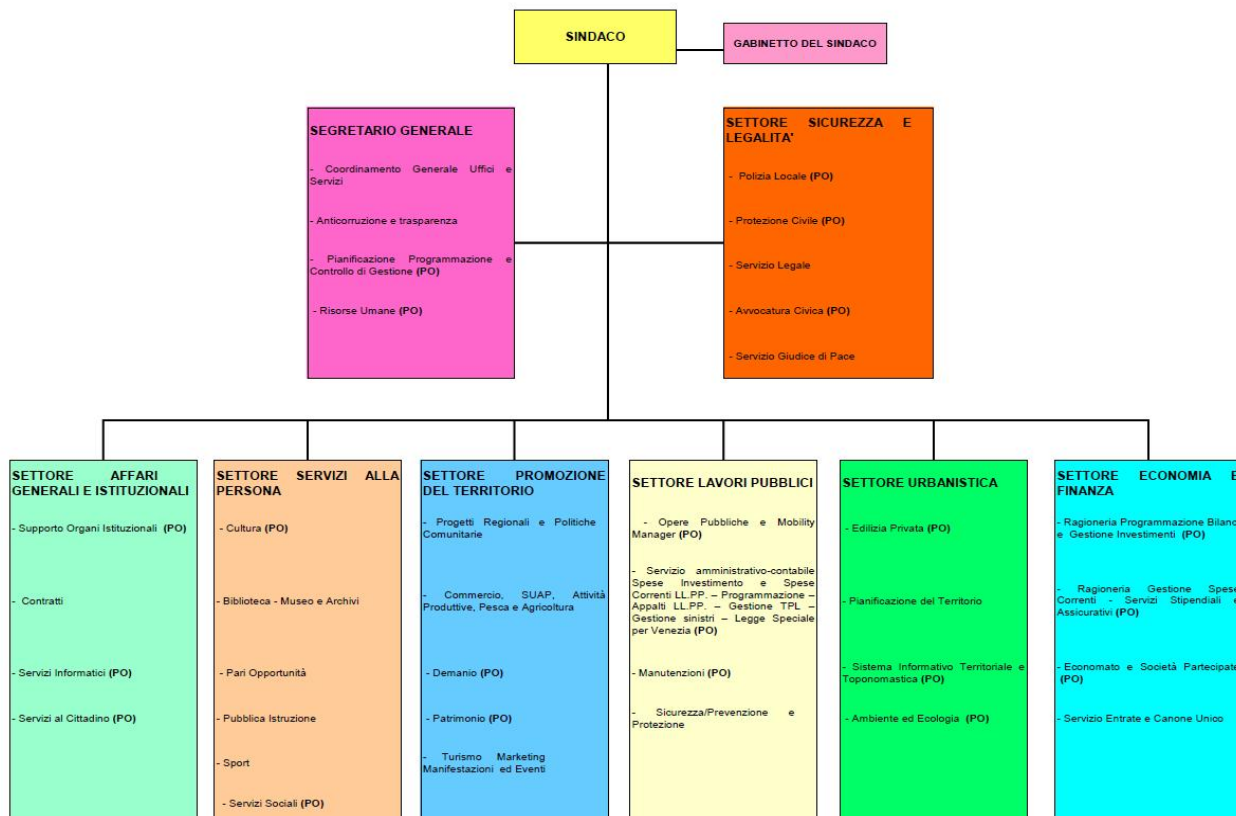 SINDACO
GABINETTO DEL SINDACO
SEGRETARIO GENERALE
- Coordinamento Generale Uffici e
Servizi
- Anticorruzione e trasparenza
- Pianificazione Programmazione e
Controllo di Gestione (PO)
- Risorse Umane (PO)
SETTORE SICUREZZA E
LEGALITA'
- Polizia Locale (PO)
- Protezione Civile (PO)
- Servizio Legale
- Avvocatura Civica (PO)
- Servizio Giudice di Pace
SETTORE AFFARI
GENERALI E ISTITUZIONALI
- Supporto Organi Istituzionali (PO)
- Contratti
- Servizi Informatici (PO)
- Servizi al Cittadino (PO)
SETTORE SERVIZI ALLA
PERSONA
- Cultura (PO)
- Biblioteca - Museo e Archivi
- Pari Opportunità
- Pubblica Istruzione
- Sport
- Servizi Sociali (PO)
SETTORE PROMOZIONE
DEL TERRITORIO
- Progetti Regionali e Politiche
Comunitarie
- Commercio, SUAP, Attività
Produttive, Pesca e Agricoltura
- Demanio (PO)
- Patrimonio (PO)
- Turismo Marketing
Manifestazioni ed Eventi
SETTORE LAVORI PUBBLICI
- Opere Pubbliche e Mobility
Manager (PO)
- Servizio amministrativo-contabile
Spese Investimento e Spese
Correnti LL.PP. – Programmazione –
Appalti LL.PP. – Gestione TPL –
Gestione sinistri – Legge Speciale
per Venezia (PO)
- Manutenzioni (PO)
- Sicurezza/Prevenzione e
Protezione
SETTORE URBANISTICA
- Edilizia Privata (PO)
- Pianificazione del Territorio
- Sistema Informativo Territoriale e
Toponomastica (PO)
- Ambiente ed Ecologia (PO)
SETTORE ECONOMIA E
FINANZA
- Ragioneria Programmazione Bilanci
e Gestione Investimenti (PO)
- Ragioneria Gestione Spese
Correnti - Servizi Stipendiali e
Assicurativi (PO)
- Economato e Società Partecipate
(PO)
- Servizio Entrate e Canone Unico